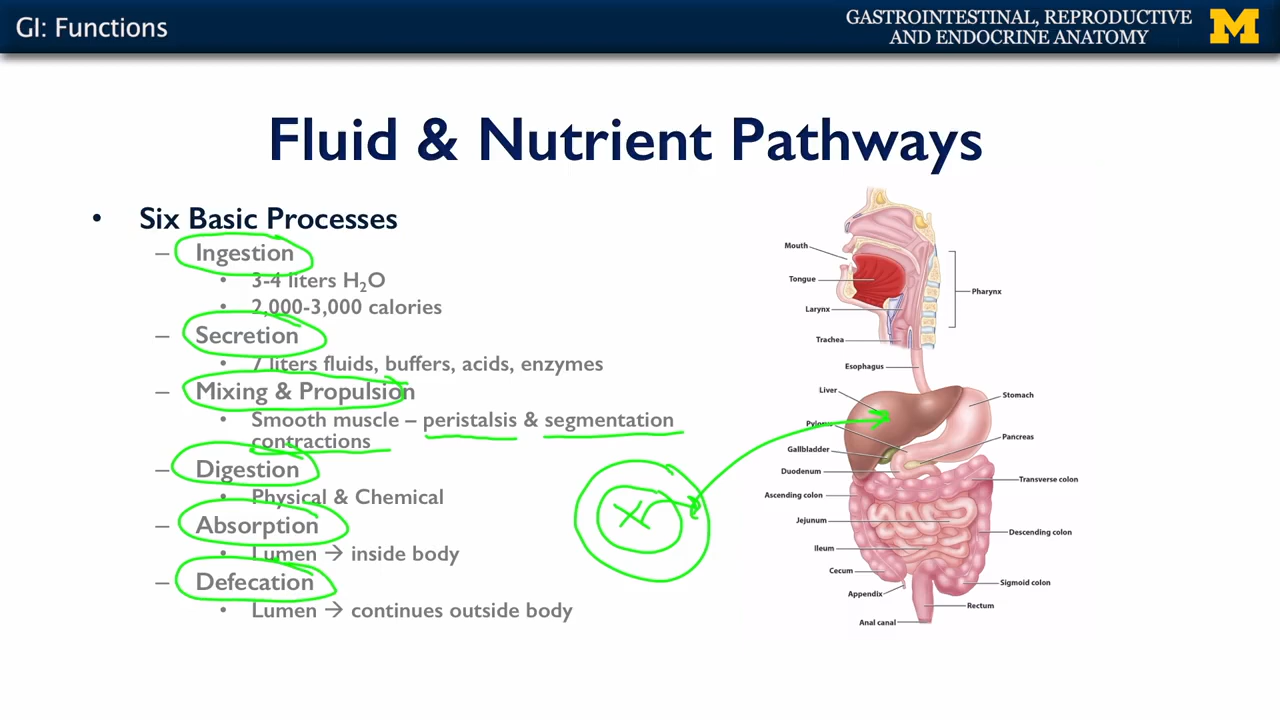 GI: Functions
GASTROINTESTINAL, REPRODUCTIVE
AND ENDOCRINE ANATOMY
M
Fluid & Nutrient Pathways
• Six Basic Processes
– Ingestion
• 3-4 liters H₂O
• 2,000-3,000 calories
– Secretion
• 7 liters fluids, buffers, acids, enzymes
– Mixing & Propulsion
• Smooth muscle – peristalsis & segmentation
contractions
– Digestion
• Physical & Chemical
– Absorption
• Lumen → inside body
– Defecation
• Lumen → continues outside body
Mouth
Tongue
Pharynx
Larynx
Trachea
Esophagus
Liver
Stomach
Pylorus
Pancreas
Gallbladder
Duodenum
Transverse colon
Ascending colon
Jejunum
Descending colon
Ileum
Cecum
Sigmoid colon
Appendix
Rectum
Anal canal